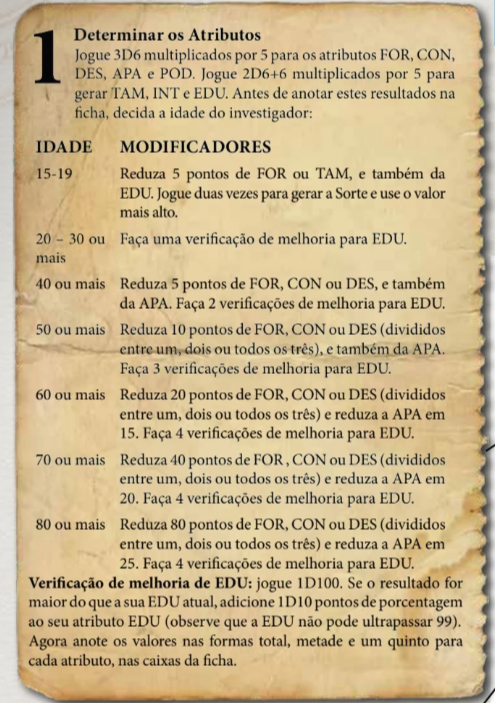 1
Determinar os Atributos
Jogue 3D6 multiplicados por 5 para os atributos FOR, CON,
DES, APA e POD. Jogue 2D6+6 multiplicados por 5 para
gerar TAM, INT e EDU. Antes de anotar estes resultados na
ficha, decida a idade do investigador:
IDADE MODIFICADORES
15-19 Reduza 5 pontos de FOR ou TAM, e também da
EDU. Jogue duas vezes para gerar a Sorte e use o valor
mais alto.
20 – 30 ou Faça uma verificação de melhoria para EDU.
mais
40 ou mais Reduza 5 pontos de FOR, CON ou DES, e também
da APA. Faça 2 verificações de melhoria para EDU.
50 ou mais Reduza 10 pontos de FOR, CON ou DES (divididos
entre um, dois ou todos os três), e também da APA.
Faça 3 verificações de melhoria para EDU.
60 ou mais Reduza 20 pontos de FOR, CON ou DES (divididos
entre um, dois ou todos os três) e reduza a APA em
15. Faça 4 verificações de melhoria para EDU.
70 ou mais Reduza 40 pontos de FOR , CON ou DES (divididos
entre um, dois ou todos os três) e reduza a APA em
20. Faça 4 verificações de melhoria para EDU.
80 ou mais Reduza 80 pontos de FOR, CON ou DES (divididos
entre um, dois ou todos os três) e reduza a APA em
25. Faça 4 verificações de melhoria para EDU.
Verificação de melhoria de EDU: jogue 1D100. Se o resultado for
maior do que a sua EDU atual, adicione 1D10 pontos de porcentagem
ao seu atributo EDU (observe que a EDU não pode ultrapassar 99).
Agora anote os valores nas formas total, metade e um quinto para
cada atributo, nas caixas da ficha.